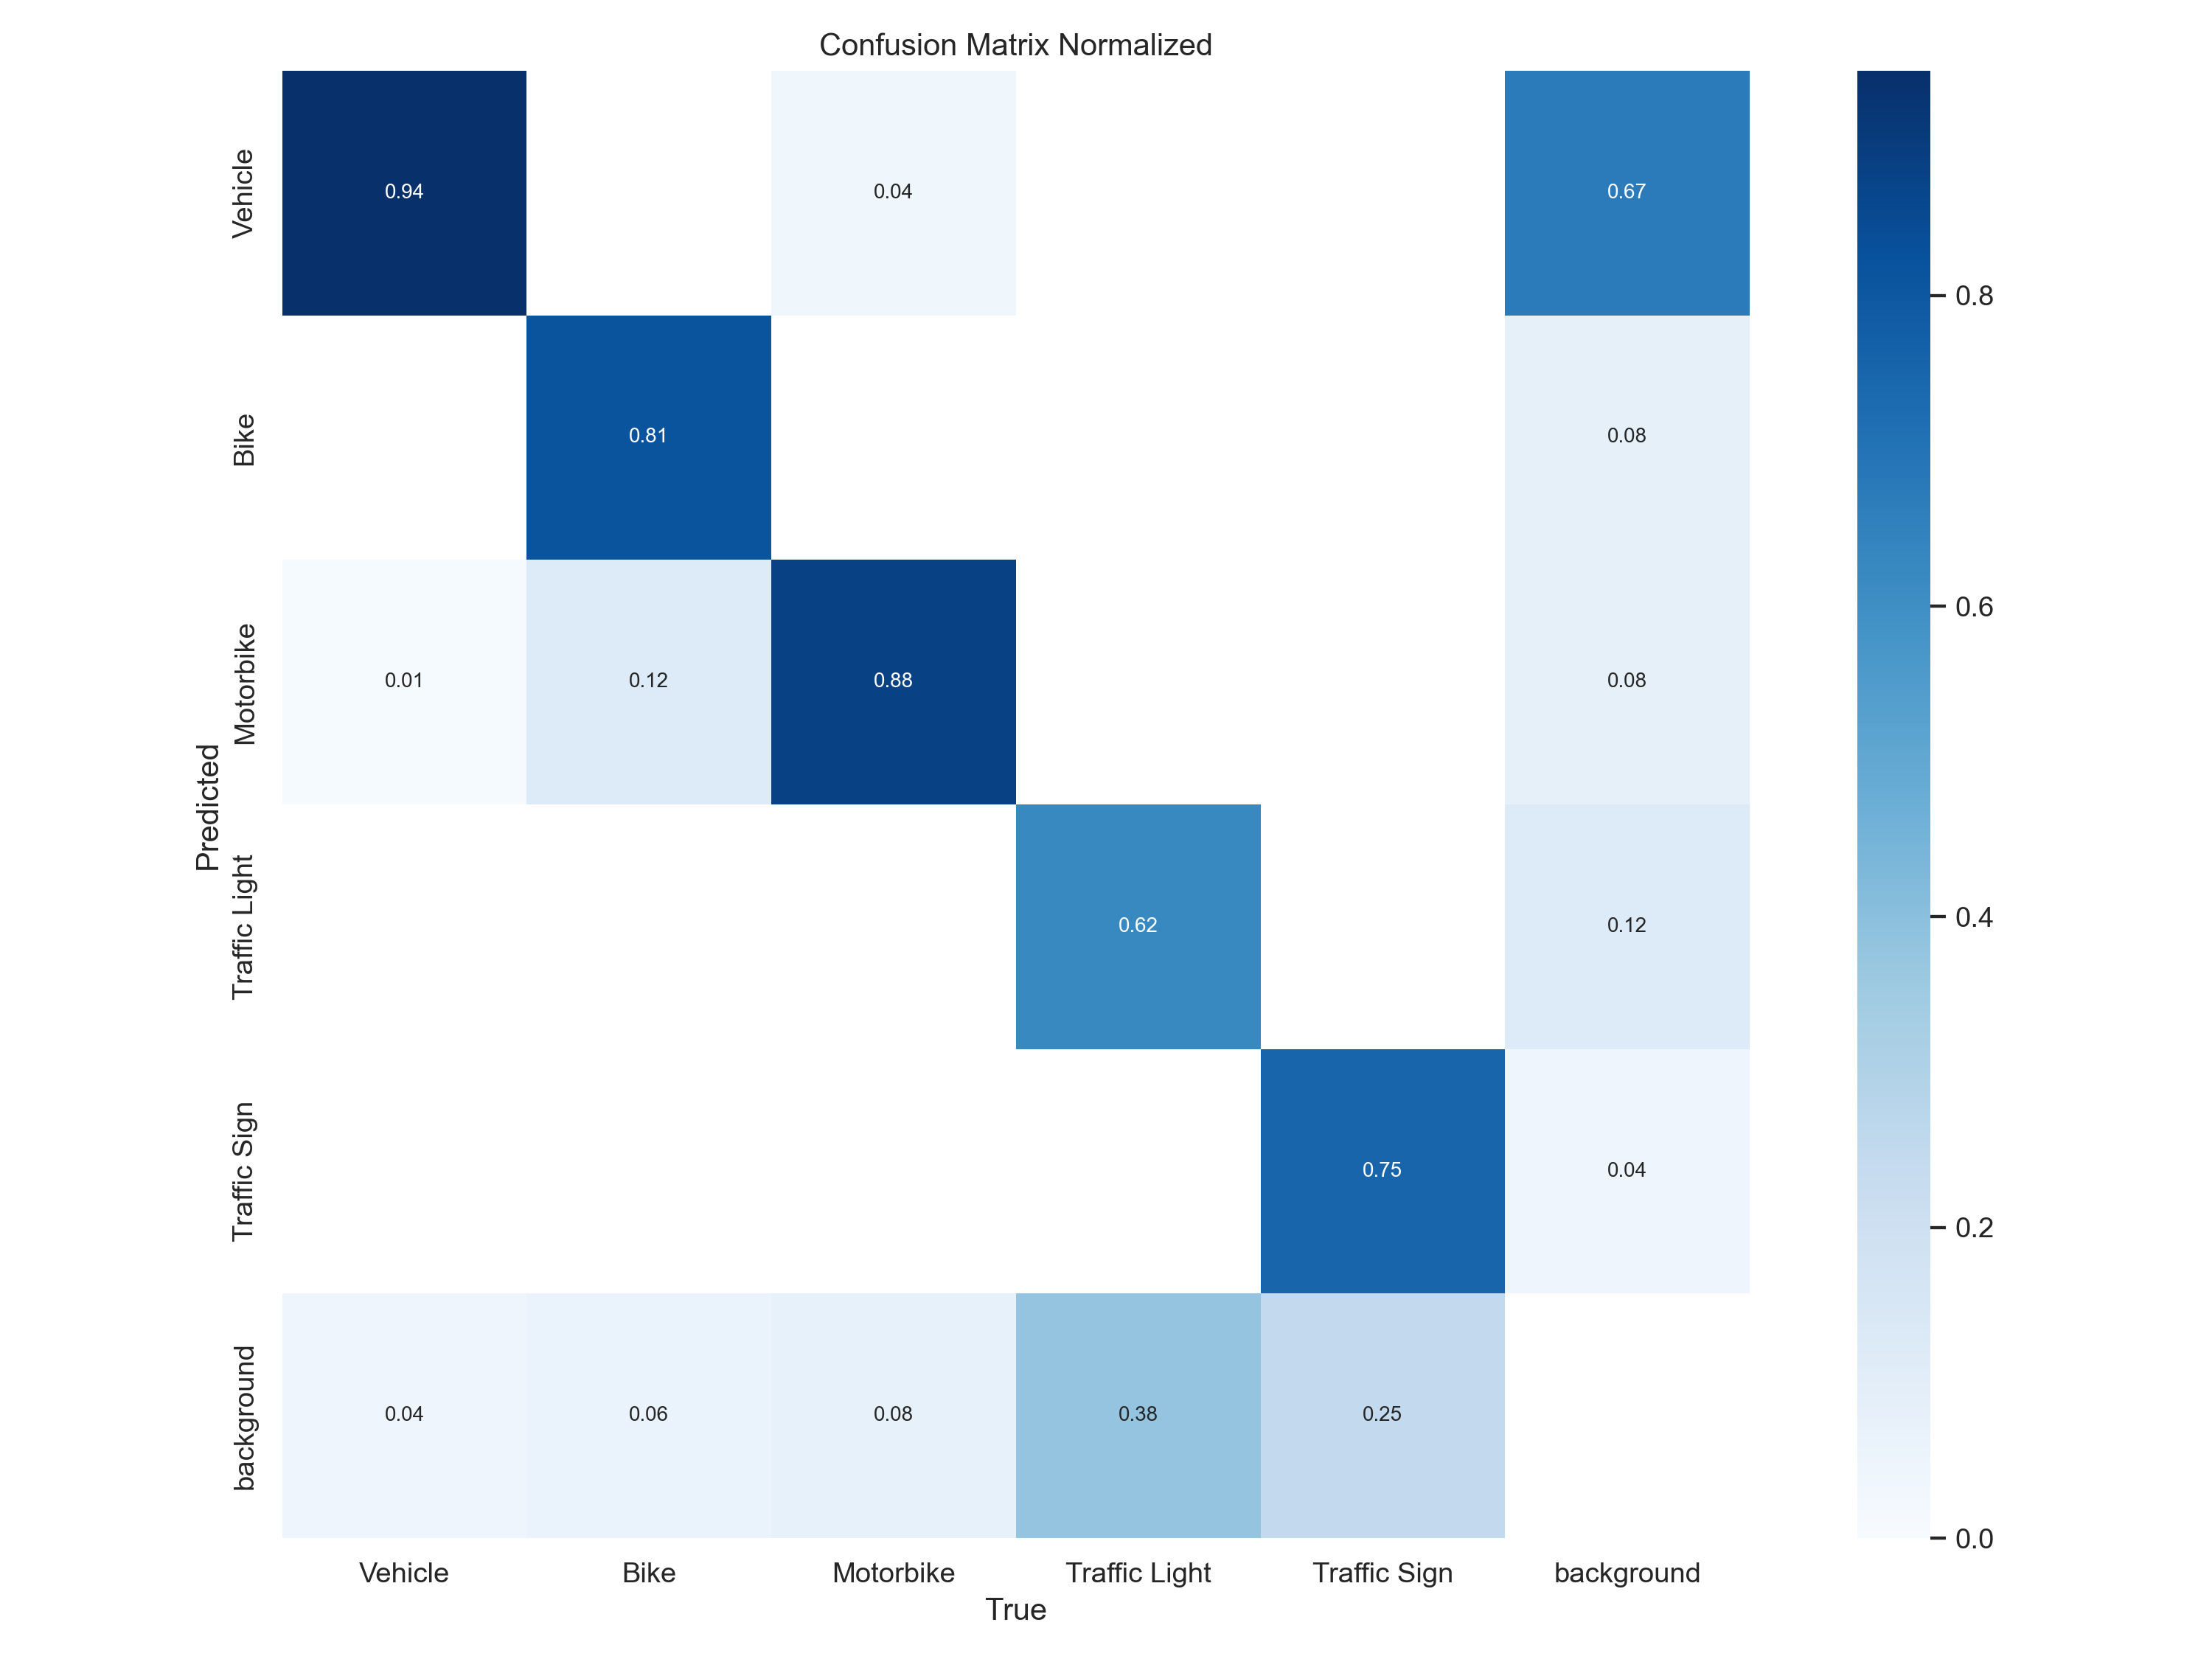 Confusion Matrix Normalized
Vehicle
0.94
0.04
0.67
0.8
Bike
0.81
0.08
0.6
Motorbike
0.01
0.12
0.88
0.08
Predicted
Traffic Light
0.62
0.12
0.4
Traffic Sign
0.75
0.04
0.2
background
0.04
0.06
0.08
0.38
0.25
0.0
Vehicle
Bike
Motorbike
Traffic Light
Traffic Sign
background
True